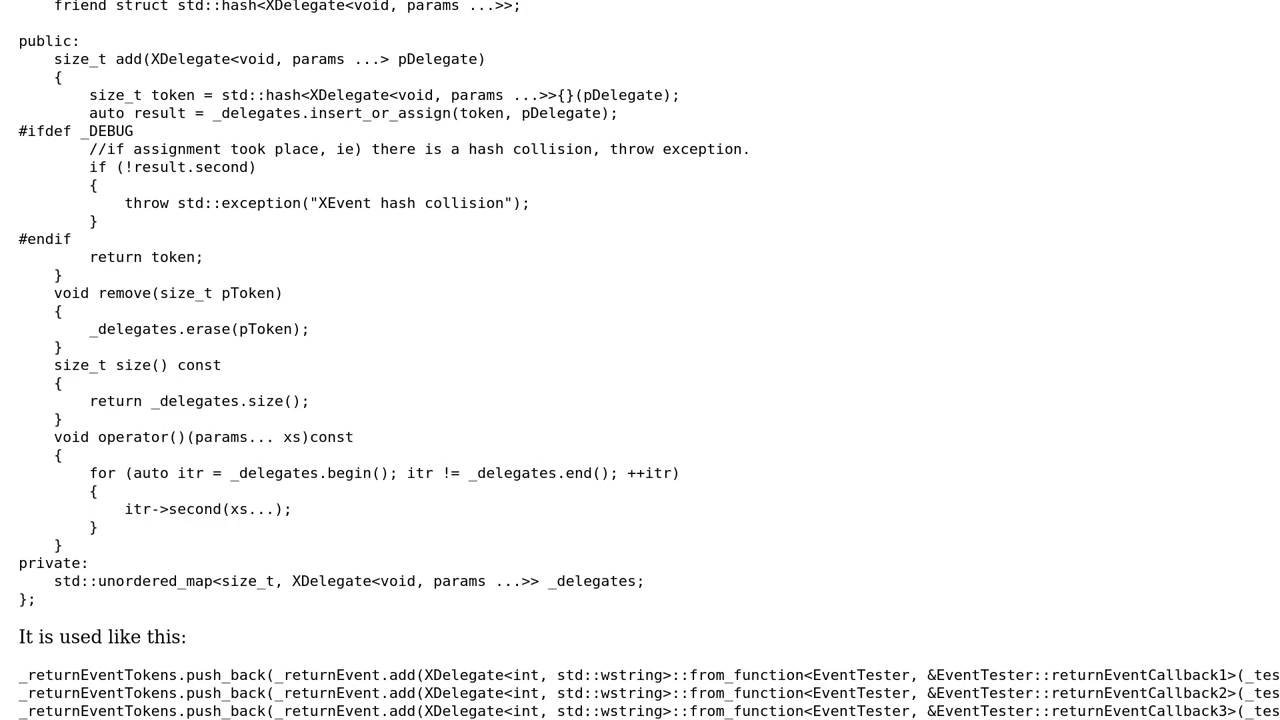 friend struct std::hash<XDelegate<void, params ...>>;

public:
    size_t add(XDelegate<void, params ...> pDelegate)
    {
        size_t token = std::hash<XDelegate<void, params ...>>{}(pDelegate);
        auto result = _delegates.insert_or_assign(token, pDelegate);
#ifdef _DEBUG
        //if assignment took place, ie) there is a hash collision, throw exception.
        if (!result.second)
        {
            throw std::exception("XEvent hash collision");
        }
#endif
        return token;
    }
    void remove(size_t pToken)
    {
        _delegates.erase(pToken);
    }
    size_t size() const
    {
        return _delegates.size();
    }
    void operator()(params... xs)const
    {
        for (auto itr = _delegates.begin(); itr != _delegates.end(); ++itr)
        {
            itr->second(xs...);
        }
    }
private:
    std::unordered_map<size_t, XDelegate<void, params ...>> _delegates;
};
It is used like this:
_returnEventTokens.push_back(_returnEvent.add(XDelegate<int, std::wstring>::from_function<EventTester, &EventTester::returnEventCallback1>(_tes
_returnEventTokens.push_back(_returnEvent.add(XDelegate<int, std::wstring>::from_function<EventTester, &EventTester::returnEventCallback2>(_tes
_returnEventTokens.push_back(_returnEvent.add(XDelegate<int, std::wstring>::from_function<EventTester, &EventTester::returnEventCallback3>(_tes